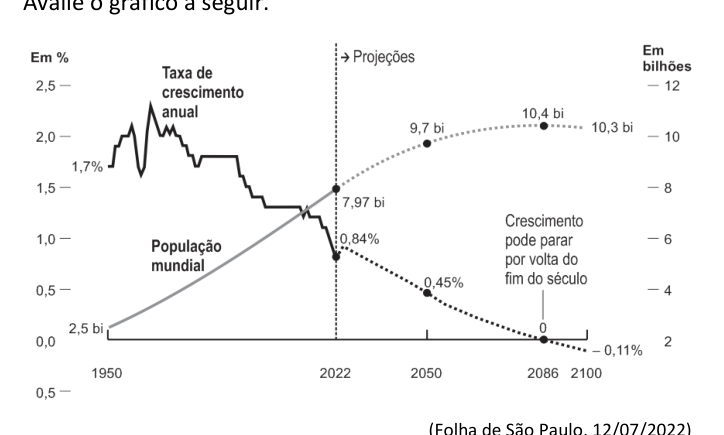 Avalie o gráfico a seguir.
Em %
Em
bilhões
→ Projeções
Taxa de
crescimento
anual
2,5
12
2,0
10
1,7%
1,5
8
1,0
6
0,5
4
0,0
2
0,5
10,4 bi
10,3 bi
9,7 bi
7,97 bi
Crescimento
pode parar
por volta do
fim do século
População
mundial
0,84%
0,45%
2,5 bi
0
– 0,11%
1950
2022
2050
2086
2100
(Folha de São Paulo, 12/07/2022)